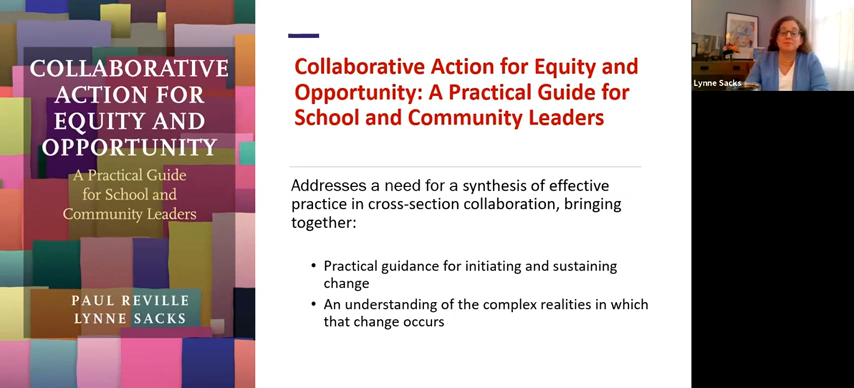 COLLABORATIVE
ACTION FOR
EQUITY AND
OPPORTUNITY
A Practical Guide
for School and
Community Leaders
PAUL REVILLE
LYNNE SACKS
Collaborative Action for Equity and
Opportunity: A Practical Guide for
School and Community Leaders
Addresses a need for a synthesis of effective
practice in cross-section collaboration, bringing
together:
• Practical guidance for initiating and sustaining
change
• An understanding of the complex realities in which
that change occurs
Lynne Sacks